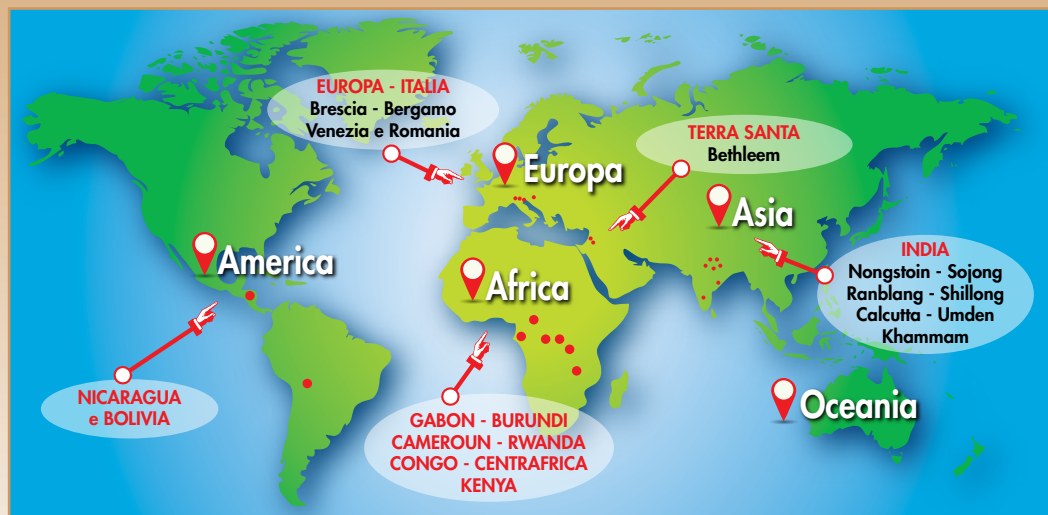 EUROPA - ITALIA
Brescia - Bergamo
Venezia e Romania
TERRA SANTA
Bethleem
Europa
Asia
America
Africa
INDIA
Nongstoin - Sojong
Ranblang - Shillong
Calcutta - Umden
Khammam
NICARAGUA
e BOLIVIA
GABON - BURUNDI
CAMEROUN - RWANDA
CONGO - CENTRAFRICA
KENYA
Oceania